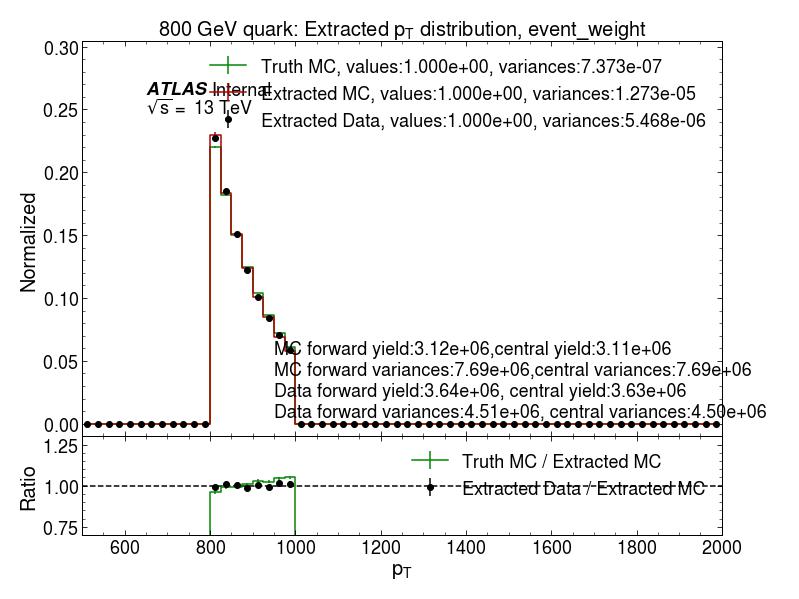 800 GeV quark: Extracted pT distribution, event_weight
0.30
Truth MC, values:1.000e+00, variances:7.373e-07
ATLAS Internal
Extracted MC, values:1.000e+00, variances:1.273e-05
√s = 13 TeV
Extracted Data, values:1.000e+00, variances:5.468e-06
0.25
0.20
0.15
0.10
0.05
0.00
Normalized
MC forward yield:3.12e+06,central yield:3.11e+06
MC forward variances:7.69e+06,central variances:7.69e+06
Data forward yield:3.64e+06, central yield:3.63e+06
Data forward variances:4.51e+06, central variances:4.50e+06
1.25
1.00
0.75
Ratio
Truth MC / Extracted MC
Extracted Data / Extracted MC
600 800 1000 1200 1400 1600 1800 2000
pT